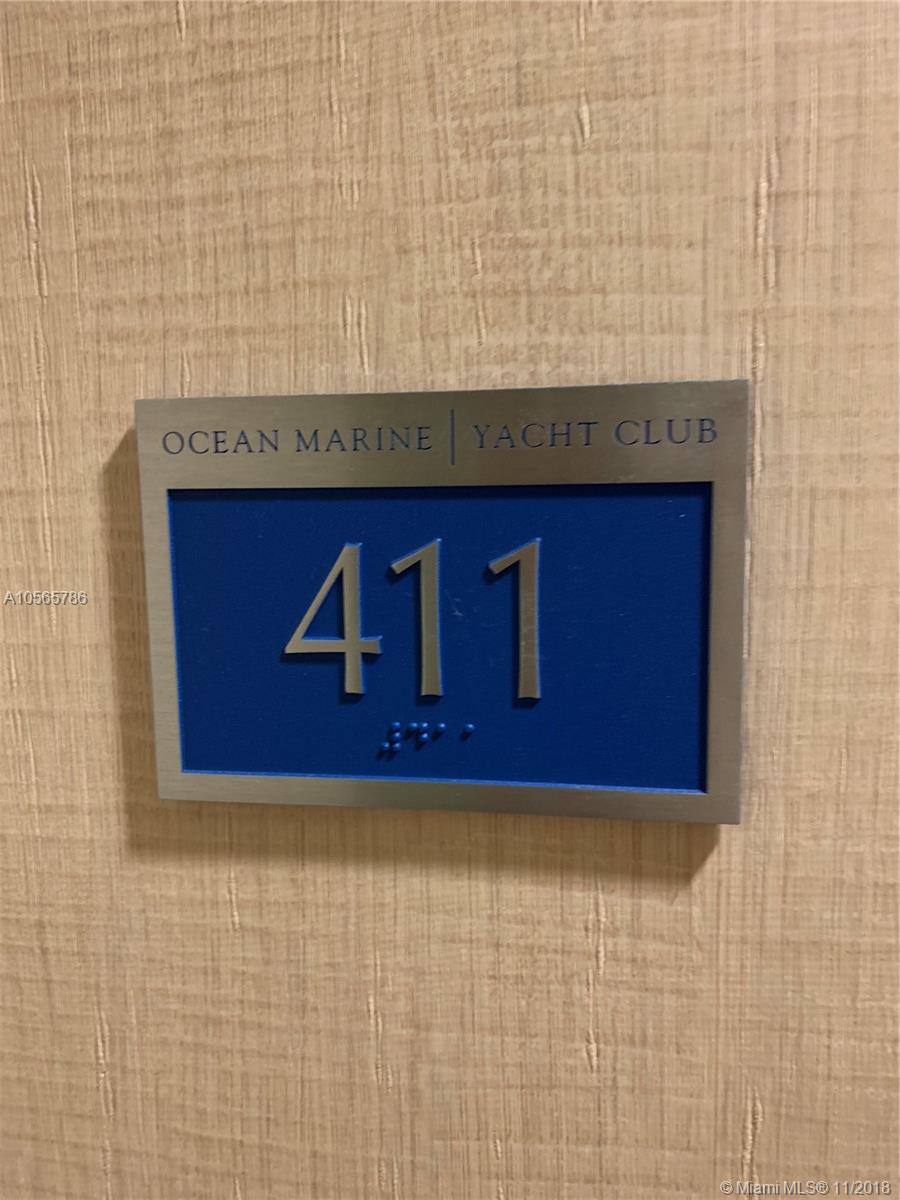 OCEAN MARINE | YACHT CLUB
411
⠼⠙⠁⠁
A10565786
© Miami MLS® 11/2018